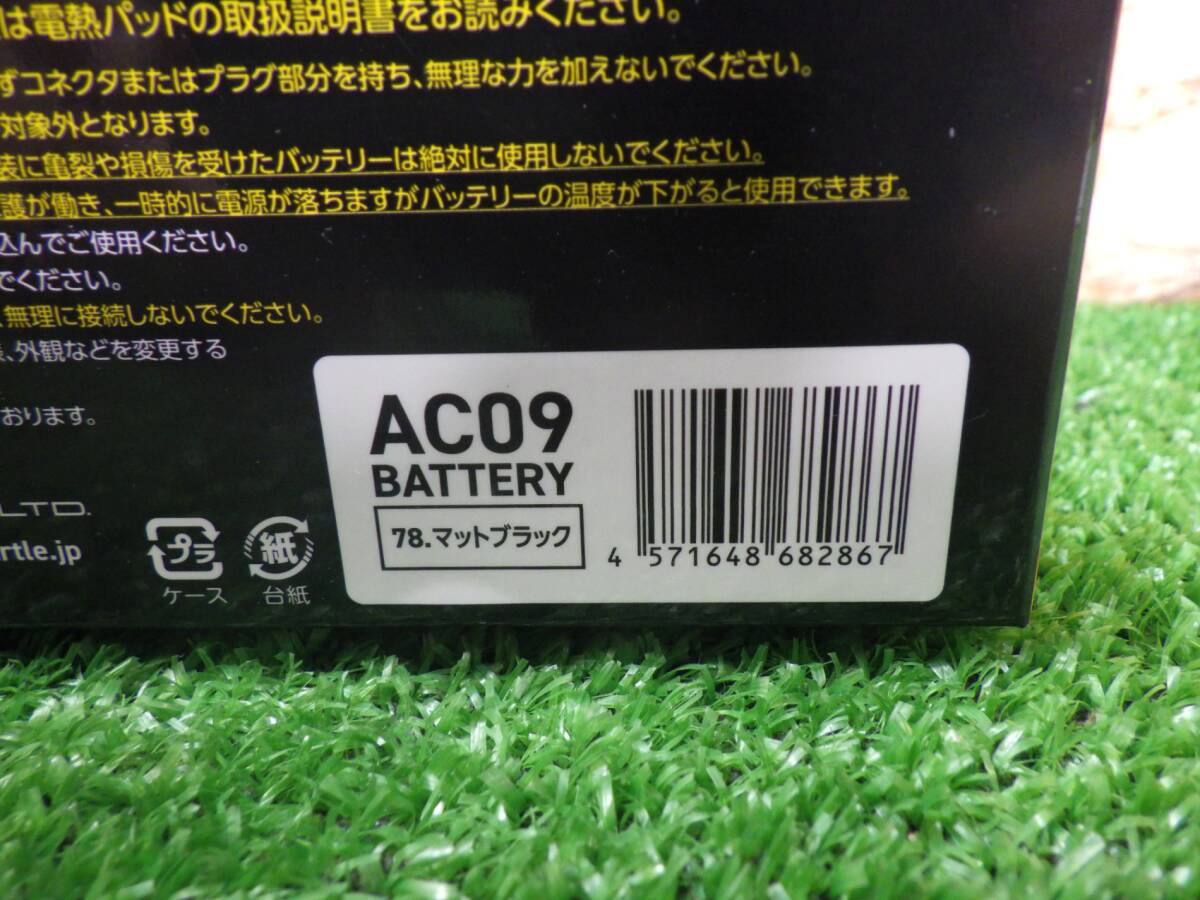 は電熱パッドの取扱説明書をお読みください。
ずコネクタまたはプラグ部分を持ち、無理な力を加えないでください。
対象外となります。
装に亀裂や損傷を受けたバッテリーは絶対に使用しないでください。
護が働き、一時的に電源が落ちますがバッテリーの温度が下がると使用できます。
込んでご使用ください。
でください。
、無理に接続しないでください。
、外観などを変更する
おります。
LTD.
rtle.jp
プラ
ケース
紙
台紙
AC09
BATTERY
78.マットブラック
4 571648 682867